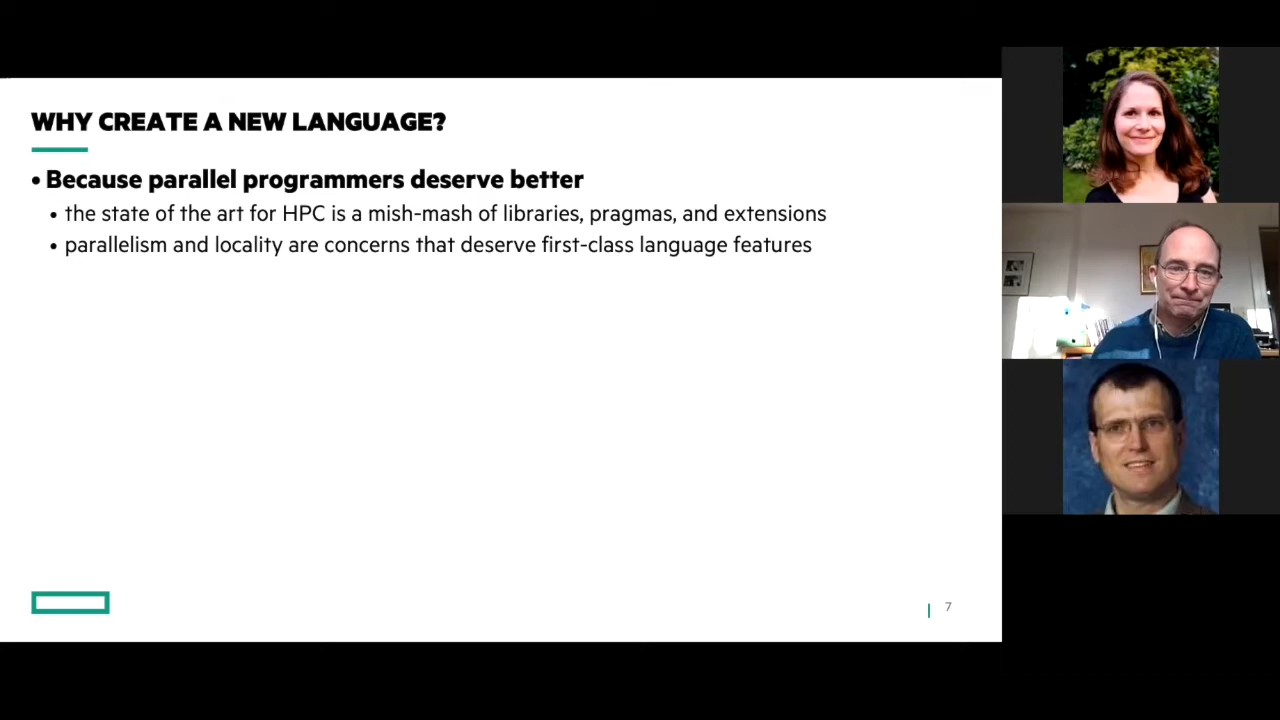 WHY CREATE A NEW LANGUAGE?
• Because parallel programmers deserve better
• the state of the art for HPC is a mish-mash of libraries, pragmas, and extensions
• parallelism and locality are concerns that deserve first-class language features
7